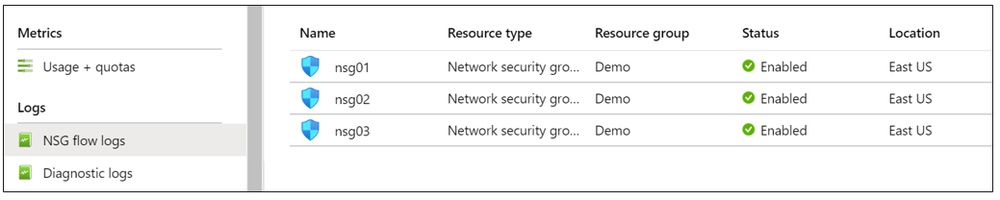 Metrics
Usage + quotas
Logs
NSG flow logs
Diagnostic logs
Name Resource type Resource group Status Location
nsg01 Network security gro... Demo Enabled East US
nsg02 Network security gro... Demo Enabled East US
nsg03 Network security gro... Demo Enabled East US